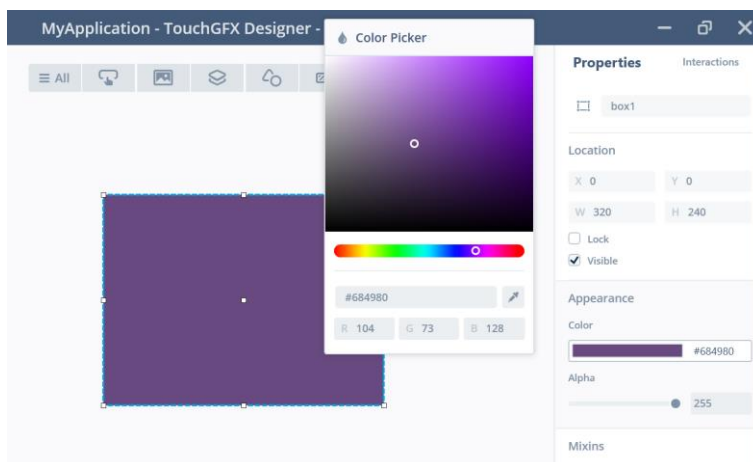 MyApplication - TouchGFX Designer -
Color Picker
All
#684980
R 104
G 73
B 128
Properties
Interactions
box1
Location
X 0
Y 0
W 320
H 240
Lock
Visible
Appearance
Color
#684980
Alpha
255
Mixins